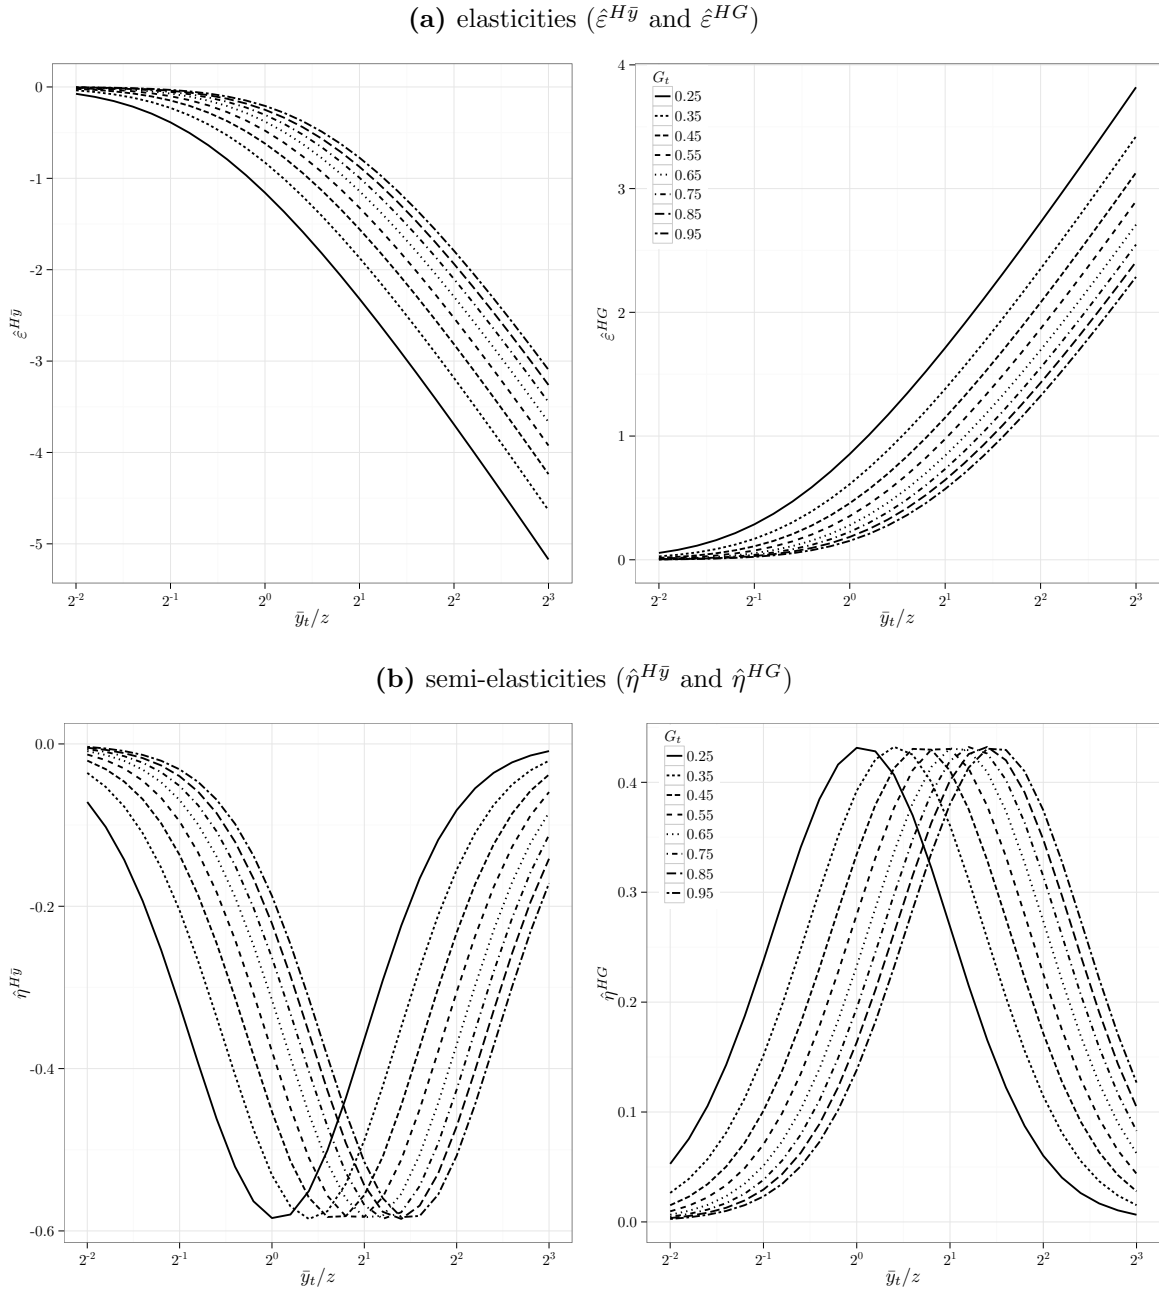 (a) elasticities (ε̂^{Hȳ} and ε̂^{HG})
0
-1
-2
-3
-4
-5
ε̂^{Hȳ}
2^{-2} 2^{-1} 2^{0} 2^{1} 2^{2} 2^{3}
ȳ_t/z
4
3
2
1
0
ε̂^{HG}
G_t
0.25
0.35
0.45
0.55
0.65
0.75
0.85
0.95
2^{-2} 2^{-1} 2^{0} 2^{1} 2^{2} 2^{3}
ȳ_t/z
(b) semi-elasticities (η̂^{Hȳ} and η̂^{HG})
0.0
-0.2
-0.4
-0.6
η̂^{Hȳ}
2^{-2} 2^{-1} 2^{0} 2^{1} 2^{2} 2^{3}
ȳ_t/z
0.4
0.3
0.2
0.1
0.0
η̂^{HG}
G_t
0.25
0.35
0.45
0.55
0.65
0.75
0.85
0.95
2^{-2} 2^{-1} 2^{0} 2^{1} 2^{2} 2^{3}
ȳ_t/z